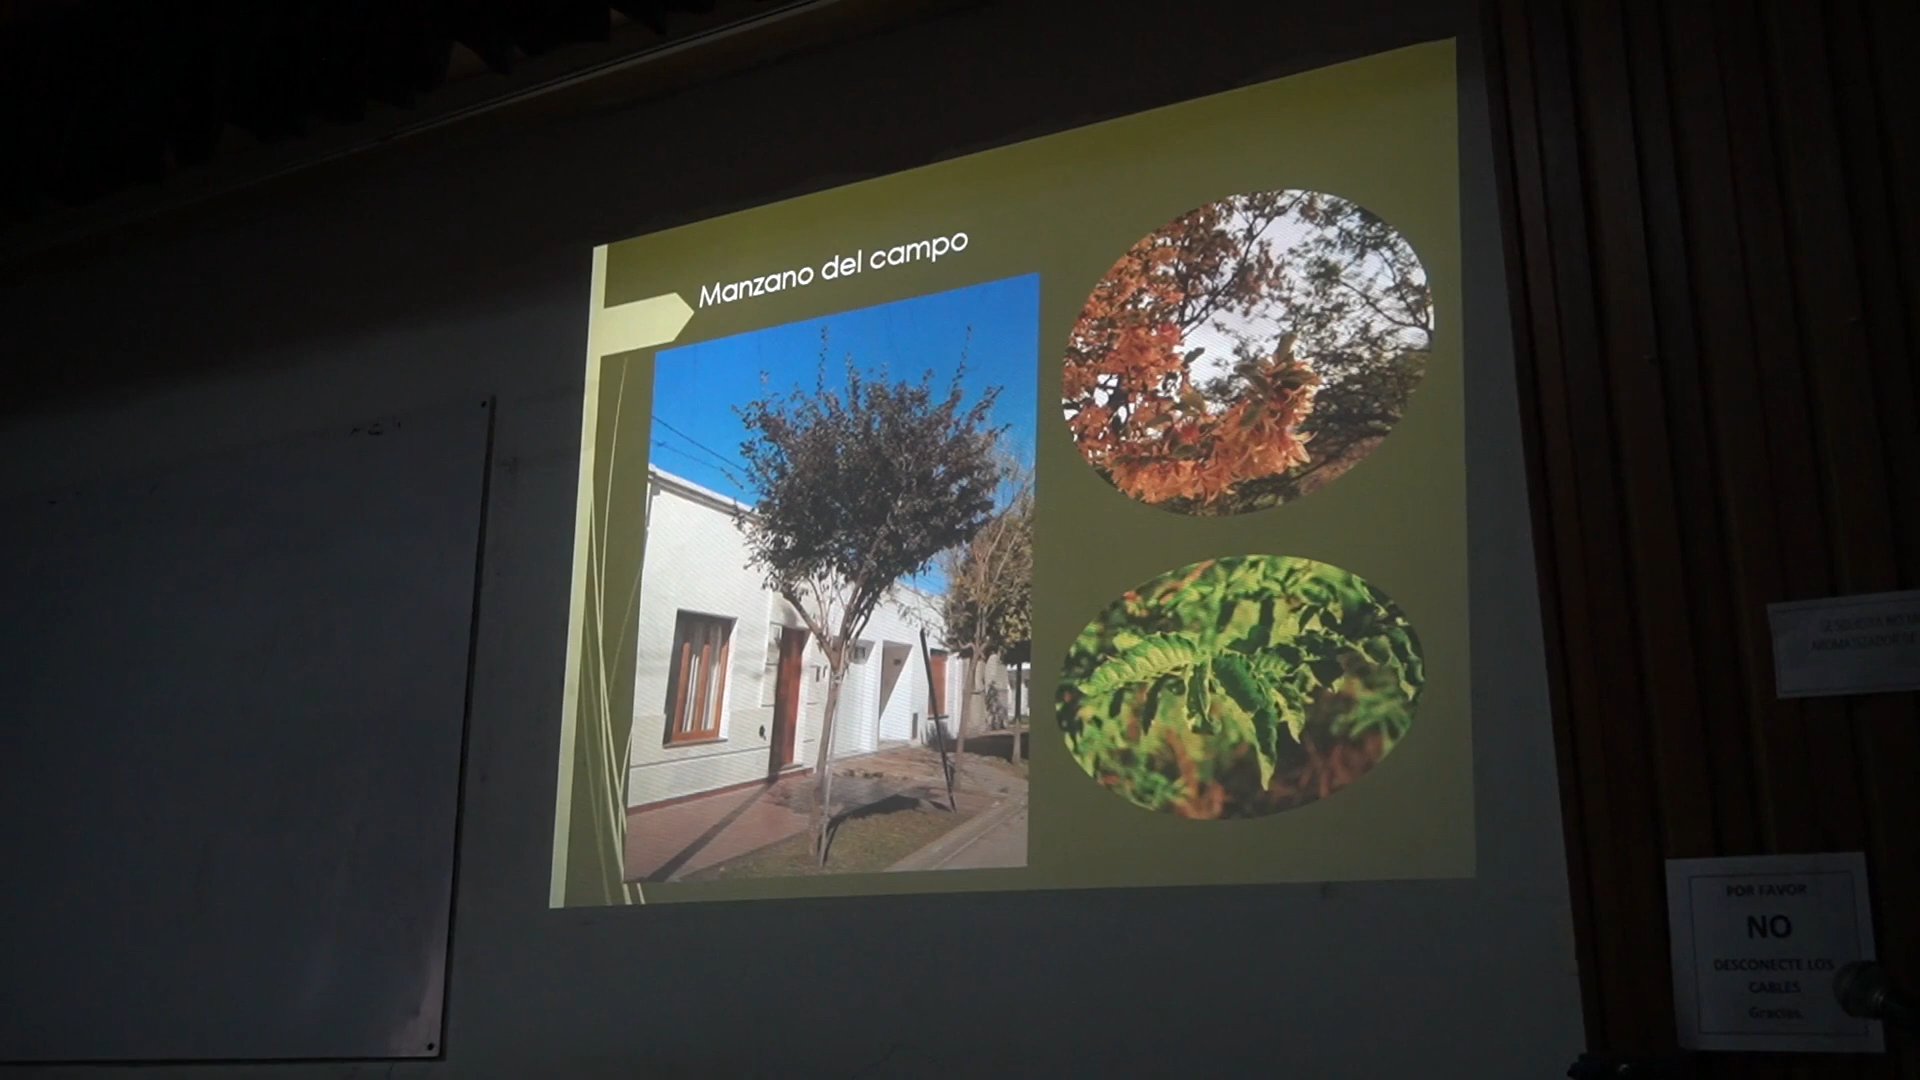 Manzano del campo
POR FAVOR
NO
DESCONECTE LOS
CABLES
Gracias.